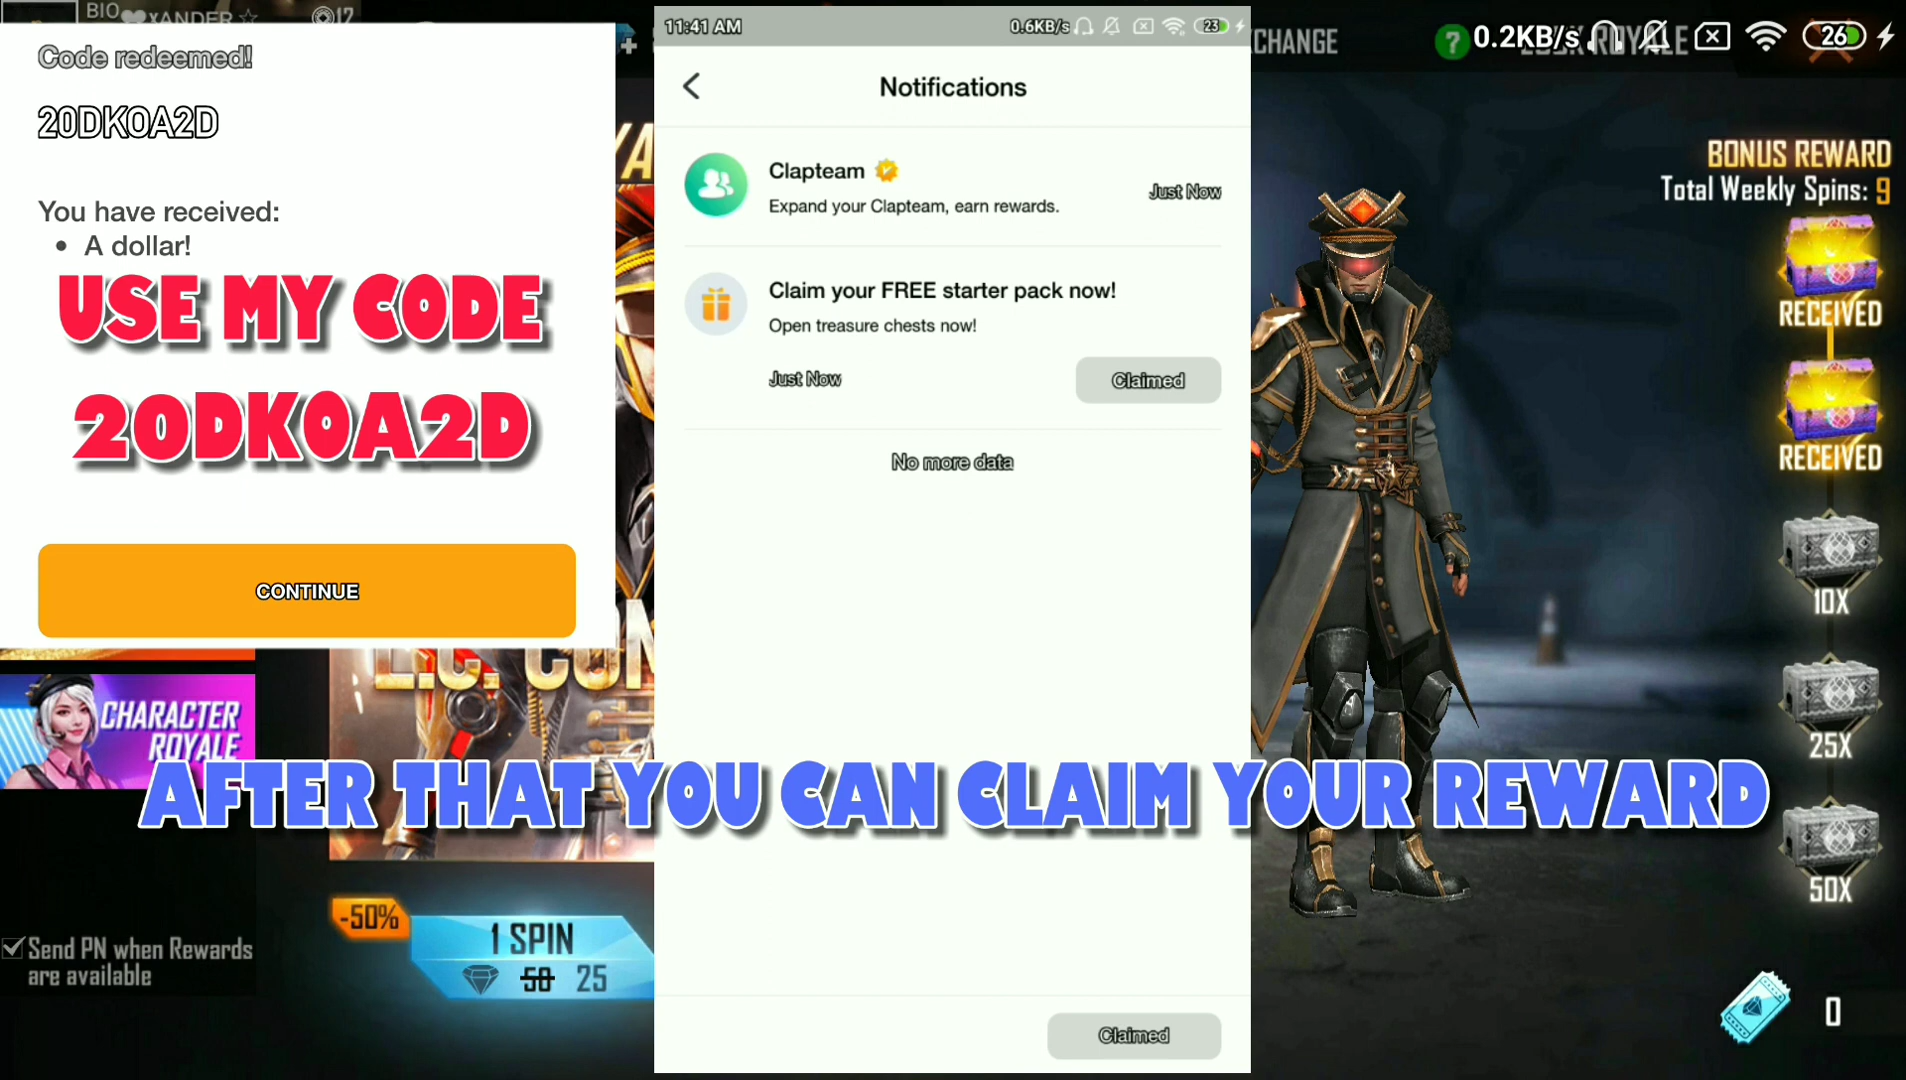 BIO❤XANDER☆
17
Code redeemed!
20DKOA2D
You have received:
• A dollar!
USE MY CODE
20DKOA2D
CONTINUE
CHARACTER
ROYALE
-50%
1 SPIN
50 25
Send PN when Rewards
are available
11:41 AM
0.6KB/s
23
Notifications
Clapteam
Just Now
Expand your Clapteam, earn rewards.
Claim your FREE starter pack now!
Open treasure chests now!
Just Now
Claimed
No more data
AFTER THAT YOU CAN CLAIM YOUR REWARD
Claimed
CHANGE
?
0.2KB/s
ROYALE
26
BONUS REWARD
Total Weekly Spins: 9
RECEIVED
RECEIVED
10X
25X
50X
0